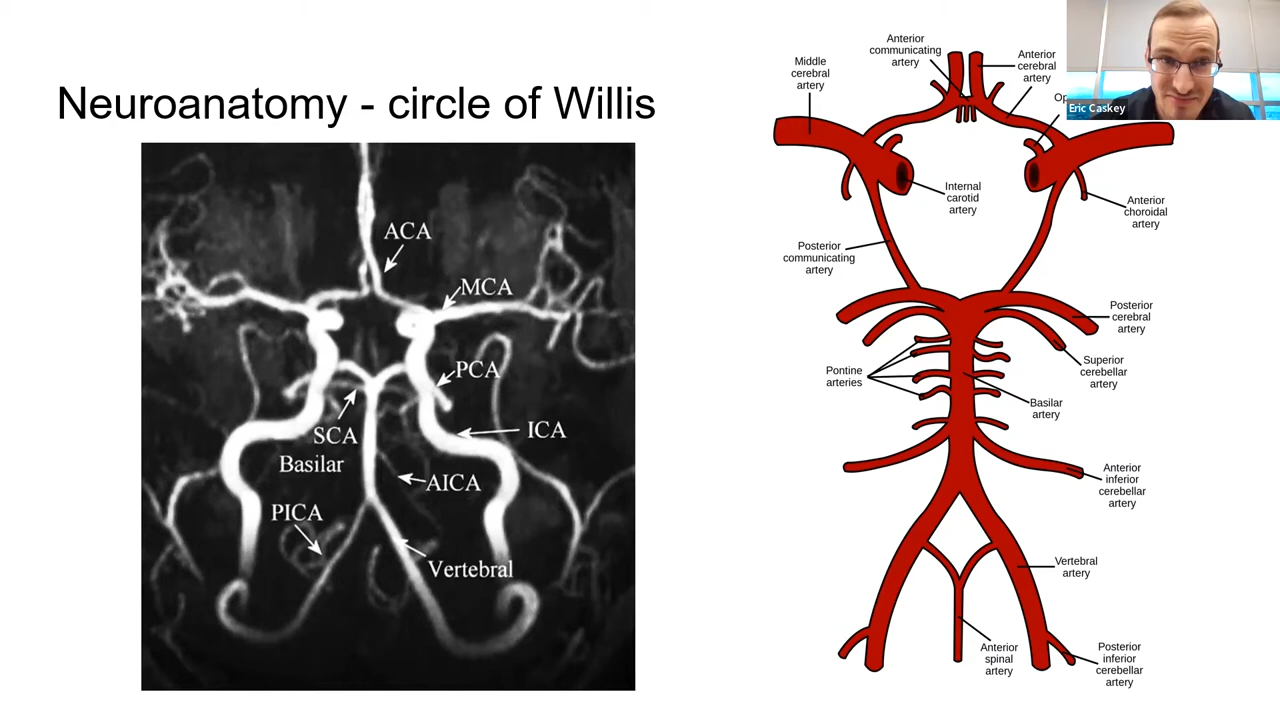 Neuroanatomy - circle of Willis
ACA
MCA
PCA
SCA
ICA
Basilar
AICA
PICA
Vertebral
Anterior
communicating
artery
Middle
cerebral
artery
Anterior
cerebral
artery
Eric Caskey
Internal
carotid
artery
Anterior
choroidal
artery
Posterior
communicating
artery
Posterior
cerebral
artery
Superior
cerebellar
artery
Pontine
arteries
Basilar
artery
Anterior
inferior
cerebellar
artery
Vertebral
artery
Anterior
spinal
artery
Posterior
inferior
cerebellar
artery